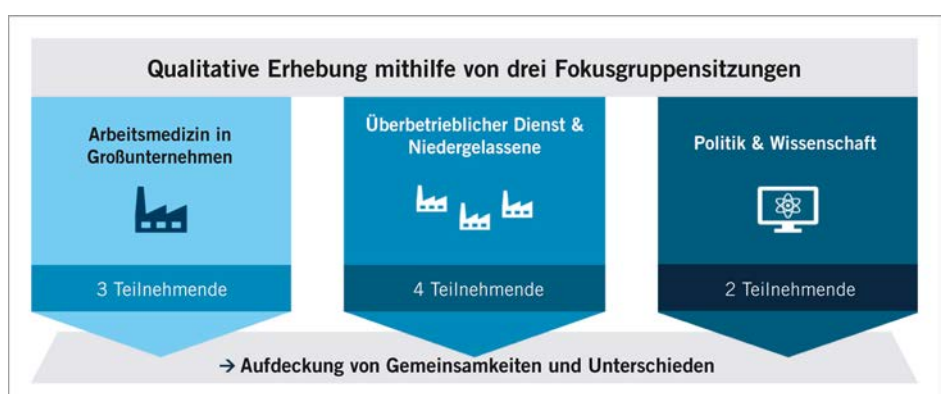 Qualitative Erhebung mithilfe von drei Fokusgruppensitzungen
Arbeitsmedizin in
Großunternehmen
3 Teilnehmende
Überbetrieblicher Dienst &
Niedergelassene
4 Teilnehmende
Politik & Wissenschaft
2 Teilnehmende
→ Aufdeckung von Gemeinsamkeiten und Unterschieden